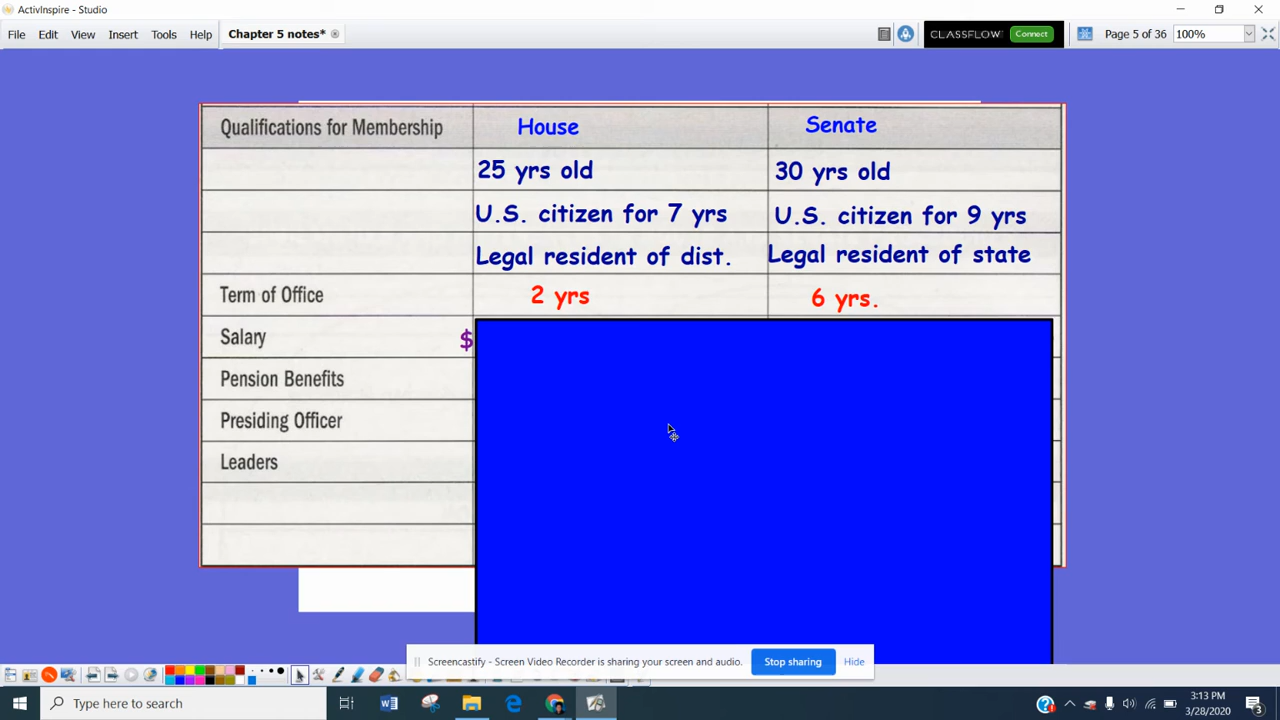 ActivInspire - Studio
File Edit View Insert Tools Help Chapter 5 notes* CLASSFLOW Connect Page 5 of 36 100%
Qualifications for Membership House Senate
25 yrs old 30 yrs old
U.S. citizen for 7 yrs U.S. citizen for 9 yrs
Legal resident of dist. Legal resident of state
Term of Office 2 yrs 6 yrs.
Salary $
Pension Benefits
Presiding Officer
Leaders
Screencastify - Screen Video Recorder is sharing your screen and audio. Stop sharing Hide
Type here to search
3:13 PM
3/28/2020
3